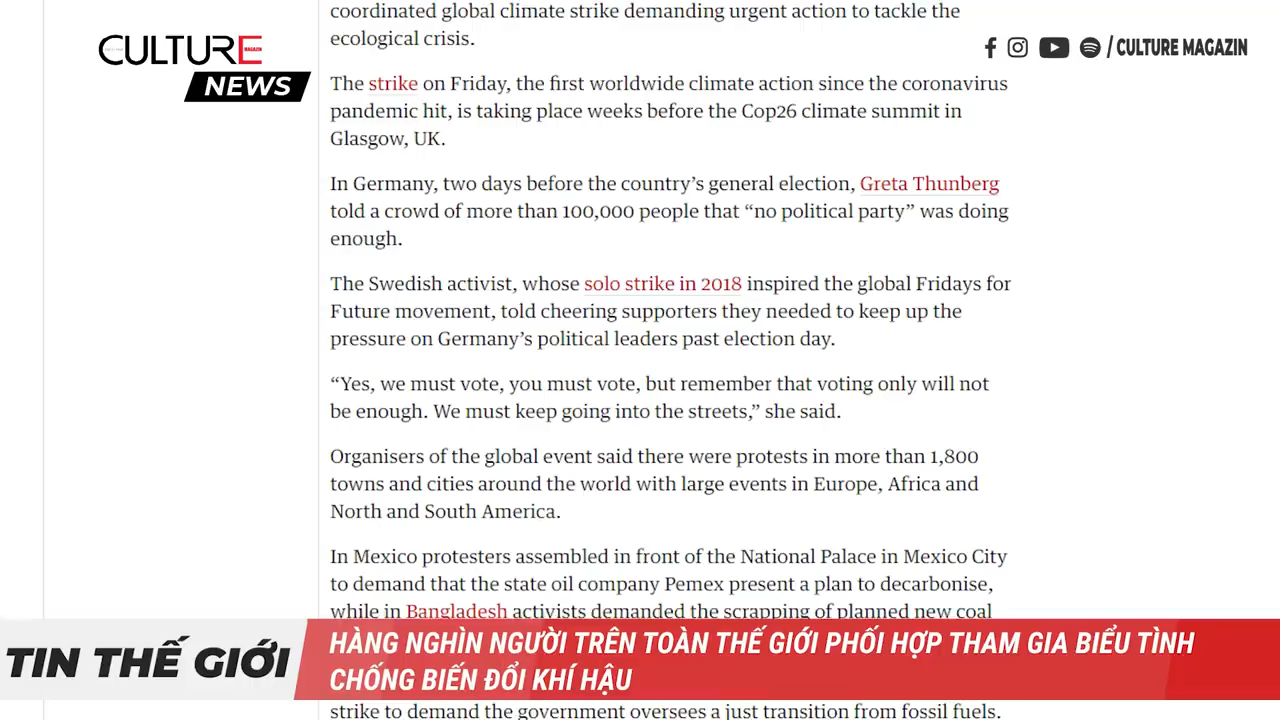 coordinated global climate strike demanding urgent action to tackle the
ecological crisis.
CULTURE
MAGAZIN
NEWS
/ CULTURE MAGAZIN
The strike on Friday, the first worldwide climate action since the coronavirus
pandemic hit, is taking place weeks before the Cop26 climate summit in
Glasgow, UK.
In Germany, two days before the country’s general election, Greta Thunberg
told a crowd of more than 100,000 people that “no political party” was doing
enough.
The Swedish activist, whose solo strike in 2018 inspired the global Fridays for
Future movement, told cheering supporters they needed to keep up the
pressure on Germany’s political leaders past election day.
“Yes, we must vote, you must vote, but remember that voting only will not
be enough. We must keep going into the streets,” she said.
Organisers of the global event said there were protests in more than 1,800
towns and cities around the world with large events in Europe, Africa and
North and South America.
In Mexico protesters assembled in front of the National Palace in Mexico City
to demand that the state oil company Pemex present a plan to decarbonise,
while in Bangladesh activists demanded the scrapping of planned new coal
TIN THẾ GIỚI
HÀNG NGHÌN NGƯỜI TRÊN TOÀN THẾ GIỚI PHỐI HỢP THAM GIA BIỂU TÌNH
CHỐNG BIẾN ĐỔI KHÍ HẬU
strike to demand the government oversees a just transition from fossil fuels.